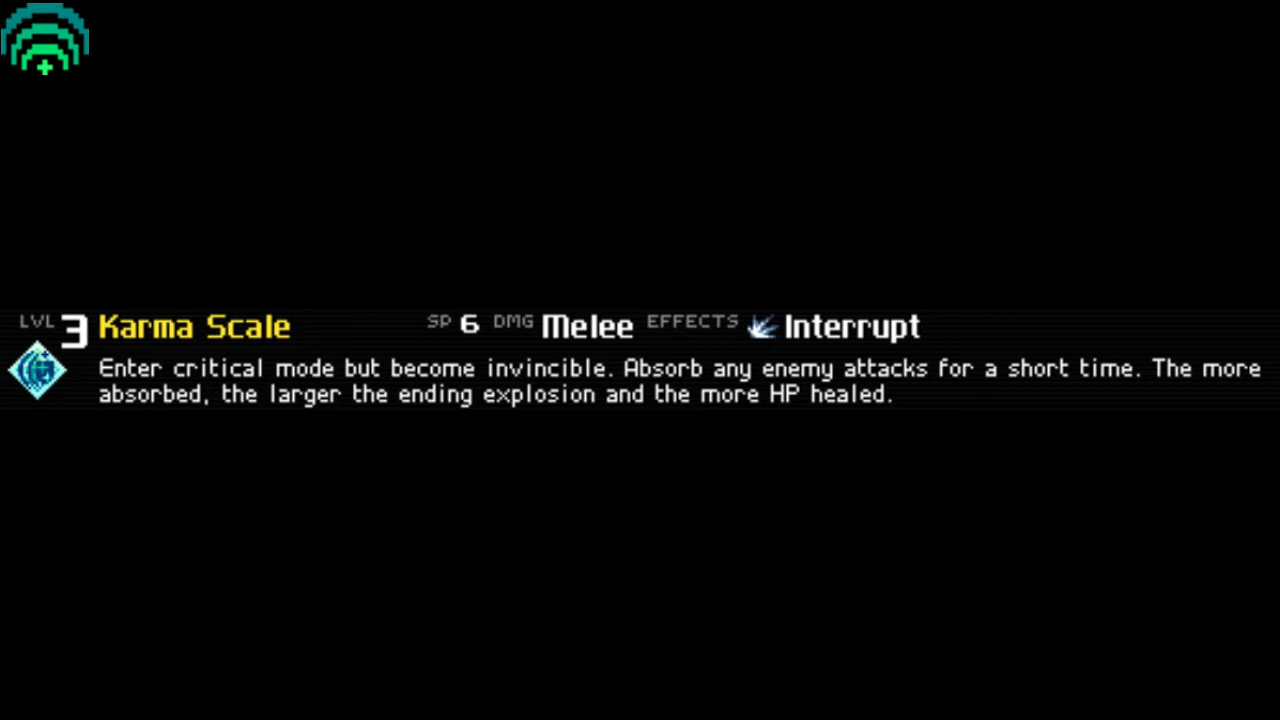 LVL 3 Karma Scale SP 6 DMG Melee EFFECTS Interrupt
Enter critical mode but become invincible. Absorb any enemy attacks for a short time. The more
absorbed, the larger the ending explosion and the more HP healed.